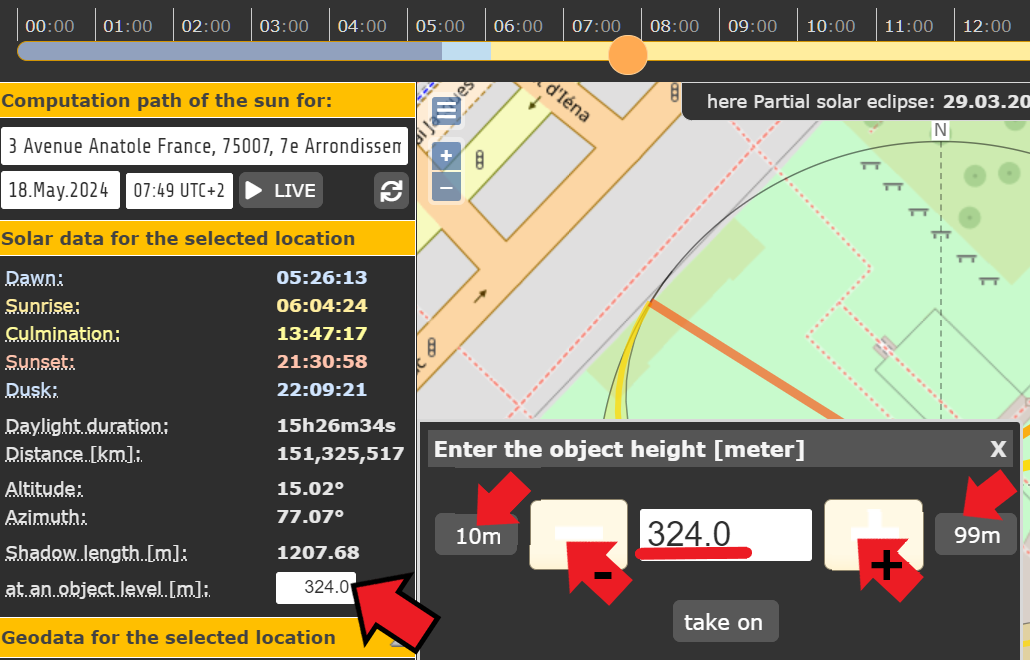 00:00 01:00 02:00 03:00 04:00 05:00 06:00 07:00 08:00 09:00 10:00 11:00 12:00
Computation path of the sun for:
3 Avenue Anatole France, 75007, 7e Arrondissem
18.May.2024 07:49 UTC+2 LIVE
Solar data for the selected location
Dawn: 05:26:13
Sunrise: 06:04:24
Culmination: 13:47:17
Sunset: 21:30:58
Dusk: 22:09:21
Daylight duration: 15h26m34s
Distance [km]: 151,325,517
Altitude: 15.02°
Azimuth: 77.07°
Shadow length [m]: 1207.68
at an object level [m]: 324.0
Geodata for the selected location
d'Iéna
here Partial solar eclipse: 29.03.20
N
+
−
Enter the object height [meter] X
10m - 324.0 + 99m
take on